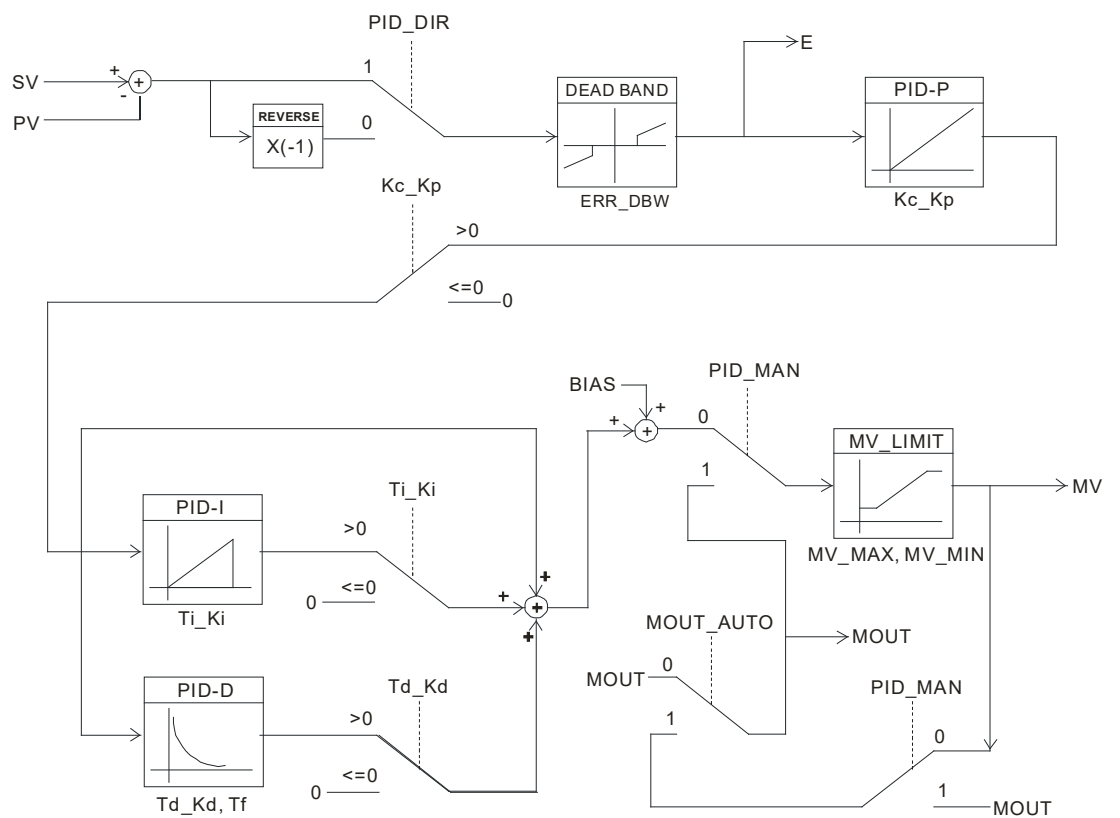 PID_DIR
SV
+
+
-
PV
1
0
REVERSE
X(-1)
DEAD BAND
ERR_DBW
E
PID-P
Kc_Kp
Kc_Kp
>0
<=0
0
BIAS
+
+
+
PID_MAN
0
1
MV_LIMIT
MV
MV_MAX, MV_MIN
PID-I
Ti_Ki
Ti_Ki
>0
<=0
0
+
+
+
+
MOUT_AUTO
MOUT
MOUT
0
1
PID-D
Td_Kd, Tf
Td_Kd
>0
<=0
0
PID_MAN
0
1
MOUT